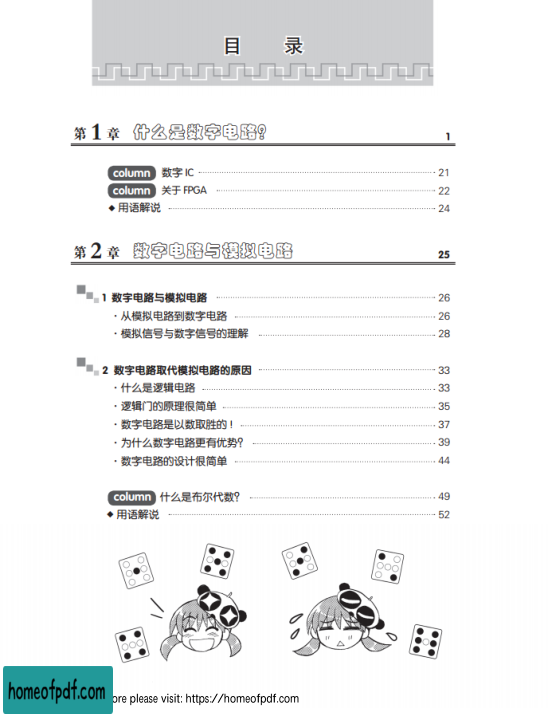 目 录
第 1 章 什么是数字电路? 1
column 数字 IC 21
column 关于 FPGA 22
◆ 用语解说 24
第 2 章 数字电路与模拟电路 25
1 数字电路与模拟电路 26
· 从模拟电路到数字电路 26
· 模拟信号与数字信号的理解 28
2 数字电路取代模拟电路的原因 33
· 什么是逻辑电路 33
· 逻辑门的原理很简单 35
· 数字电路是以数取胜的! 37
· 为什么数字电路更有优势? 39
· 数字电路的设计很简单 44
column 什么是布尔代数? 49
◆ 用语解说 52
homeofpdf.com
ore please visit: https://homeofpdf.com